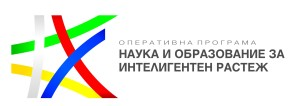 ОПЕРАТИВНА ПРОГРАМА
НАУКА И ОБРАЗОВАНИЕ ЗА
ИНТЕЛИГЕНТЕН РАСТЕЖ